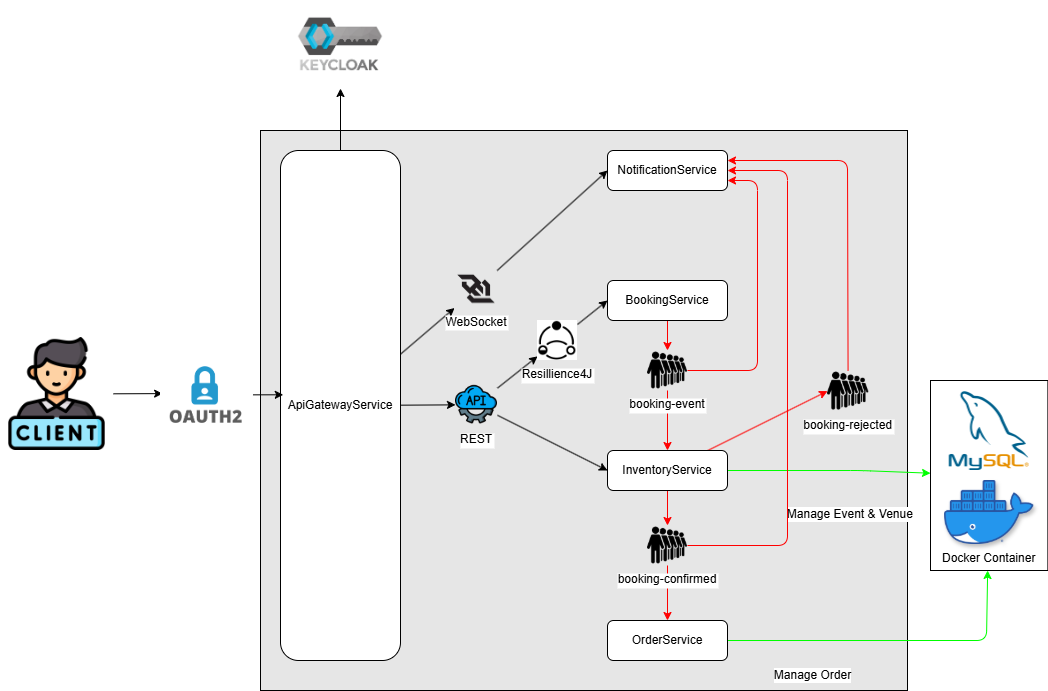 KEYCLOAK
NotificationService
BookingService
WebSocket
Resillience4J
CLIENT
OAUTH2
ApiGatewayService
API
REST
booking-event
booking-rejected
InventoryService
MySQL®
Manage Event & Venue
Docker Container
booking-confirmed
OrderService
Manage Order